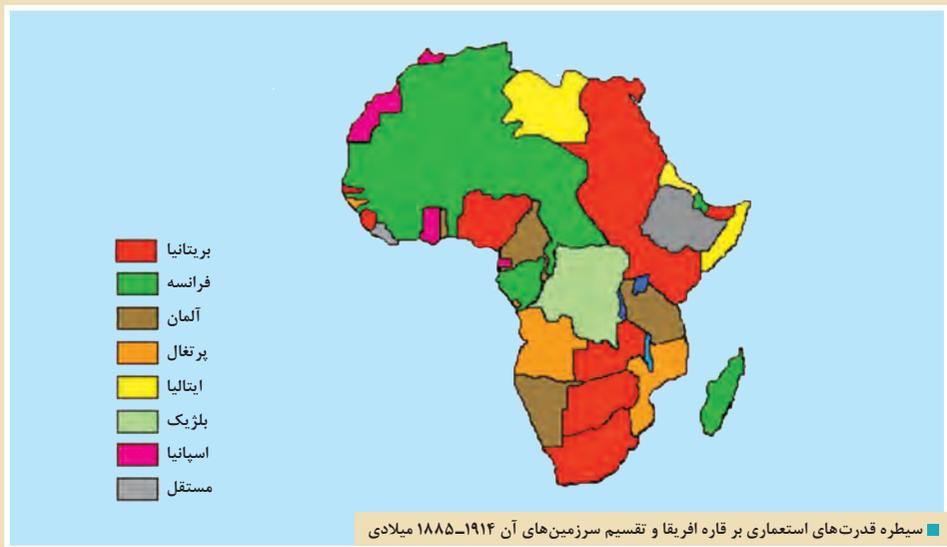 بریتانیا
فرانسه
آلمان
پرتغال
ایتالیا
بلژیک
اسپانیا
مستقل
سیطره قدرت‌های استعماری بر قاره افریقا و تقسیم سرزمین‌های آن ۱۹۱۴ـ۱۸۸۵ میلادی